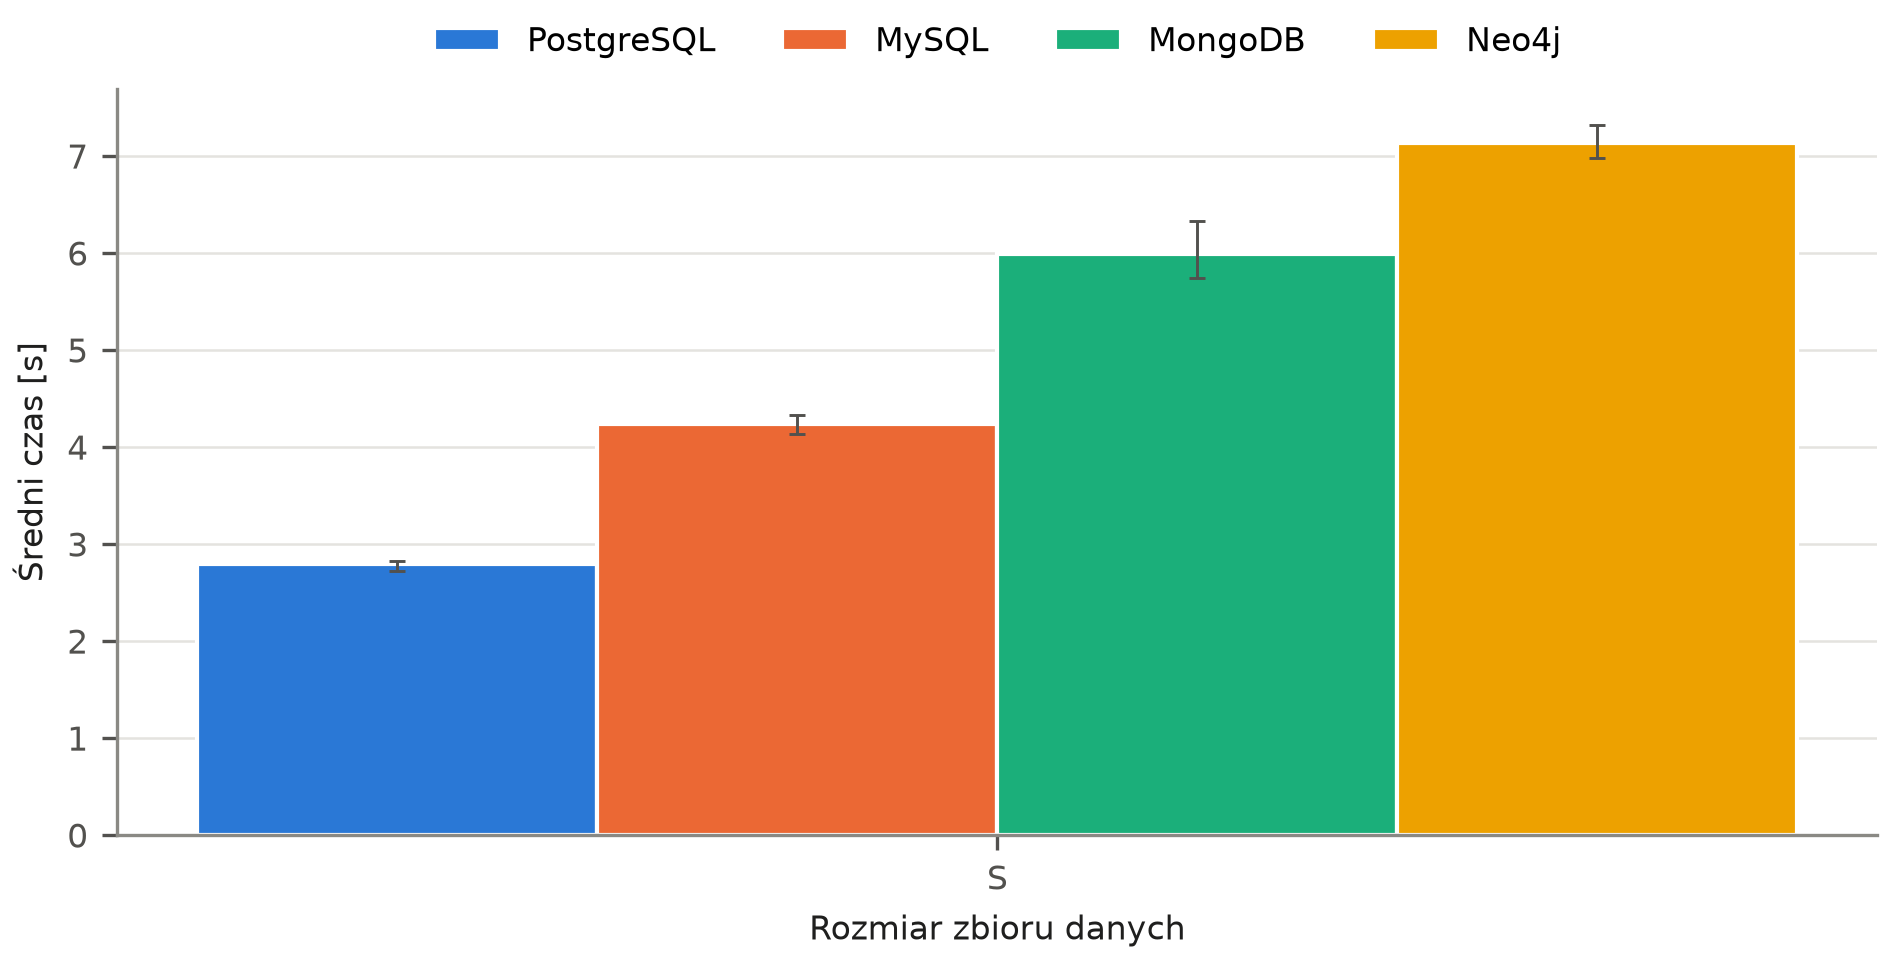 PostgreSQL MySQL MongoDB Neo4j
Średni czas [s]
7
6
5
4
3
2
1
0
S
Rozmiar zbioru danych